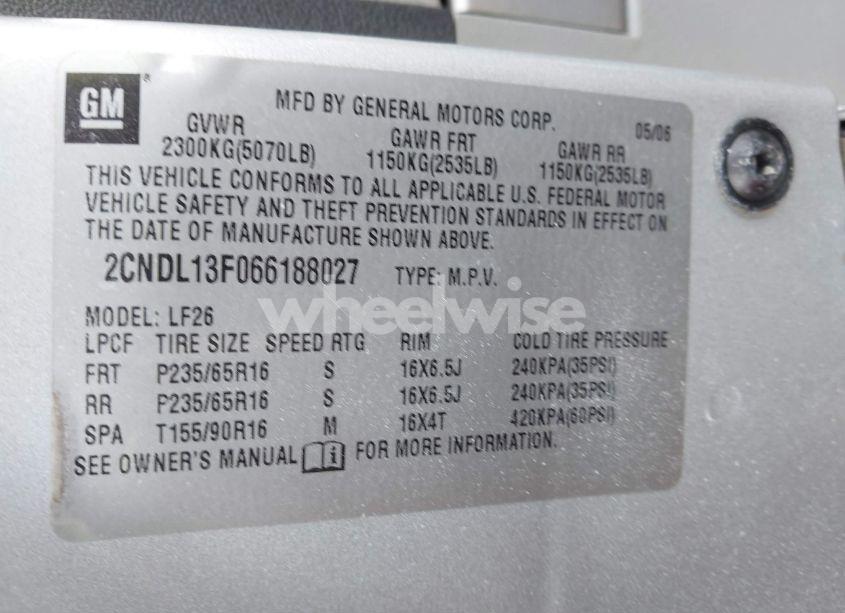 GM®
MFD BY GENERAL MOTORS CORP. 05/06
GVWR GAWR FRT GAWR RR
2300KG(5070LB) 1150KG(2535LB) 1150KG(2535LB)
THIS VEHICLE CONFORMS TO ALL APPLICABLE U.S. FEDERAL MOTOR
VEHICLE SAFETY AND THEFT PREVENTION STANDARDS IN EFFECT ON
THE DATE OF MANUFACTURE SHOWN ABOVE.
2CNDL13F066188027 TYPE: M.P.V.
wheelwise
MODEL: LF26
LPCF TIRE SIZE SPEED RTG RIM COLD TIRE PRESSURE
FRT P235/65R16 S 16X6.5J 240KPA(35PSI)
RR P235/65R16 S 16X6.5J 240KPA(35PSI)
SPA T155/90R16 M 16X4T 420KPA(60PSI)
SEE OWNER'S MANUAL i FOR MORE INFORMATION.